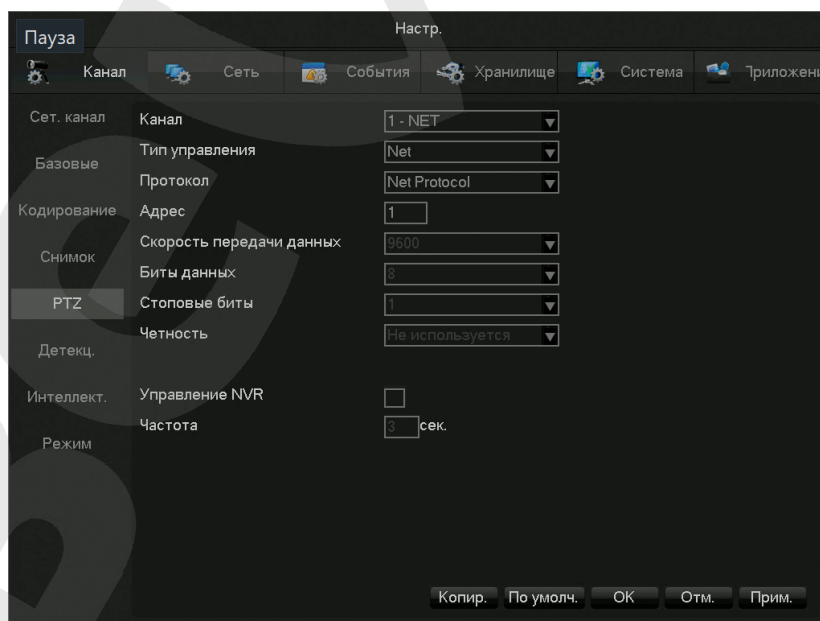 Настр.
Пауза
Канал Сеть События Хранилище Система Приложени
Сет. канал
Базовые
Кодирование
Снимок
PTZ
Детекц.
Интеллект.
Режим
Канал 1 - NET
Тип управления Net
Протокол Net Protocol
Адрес 1
Скорость передачи данных 9600
Биты данных 8
Стоповые биты 1
Четность Не используется
Управление NVR
Частота 3 сек.
Копир. По умолч. OK Отм. Прим.